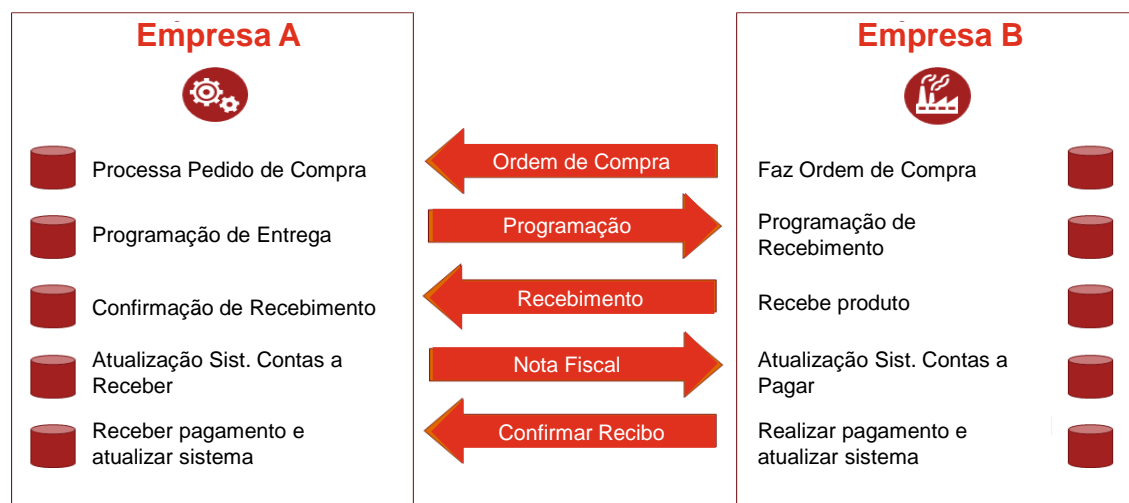 Empresa A
Empresa B
Processa Pedido de Compra
Ordem de Compra
Faz Ordem de Compra
Programação de Entrega
Programação
Programação de
Recebimento
Confirmação de Recebimento
Recebimento
Recebe produto
Atualização Sist. Contas a
Receber
Nota Fiscal
Atualização Sist. Contas a
Pagar
Receber pagamento e
atualizar sistema
Confirmar Recibo
Realizar pagamento e
atualizar sistema